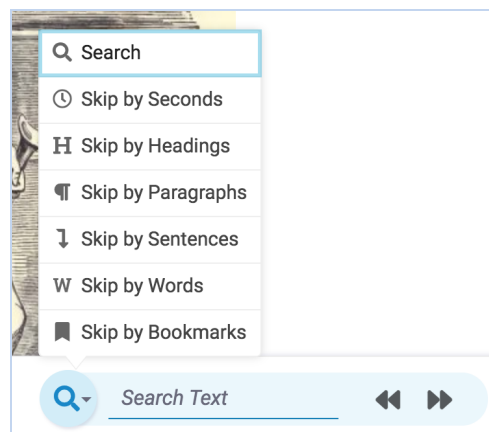 Search
Skip by Seconds
Skip by Headings
Skip by Paragraphs
Skip by Sentences
Skip by Words
Skip by Bookmarks
Search Text